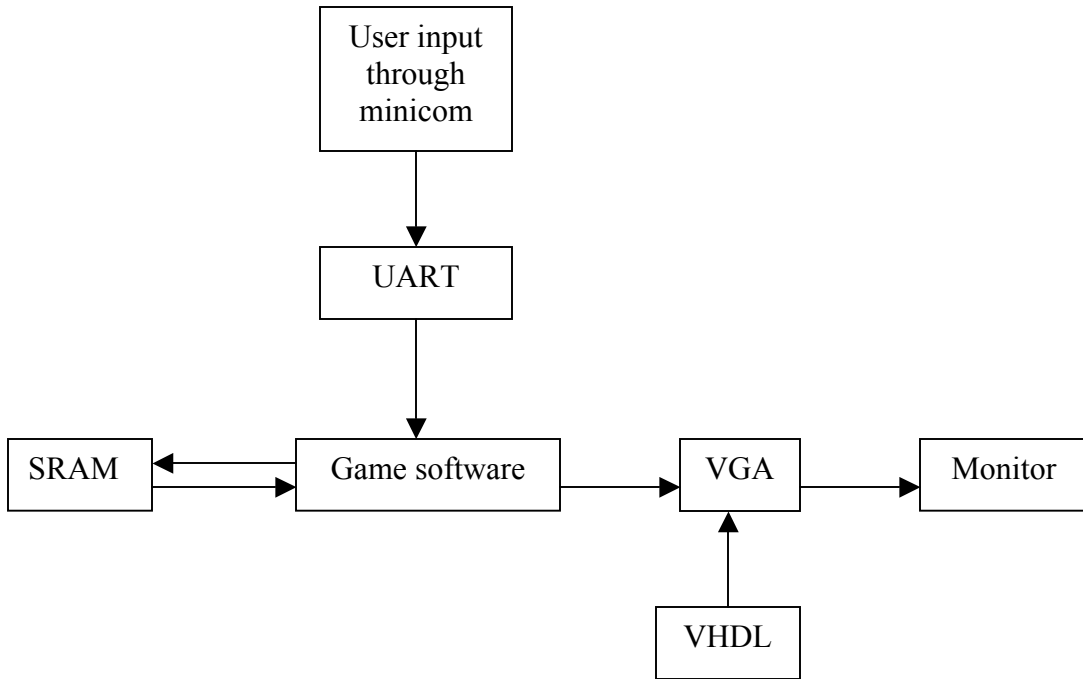 User input
through
minicom
UART
SRAM
Game software
VGA
Monitor
VHDL